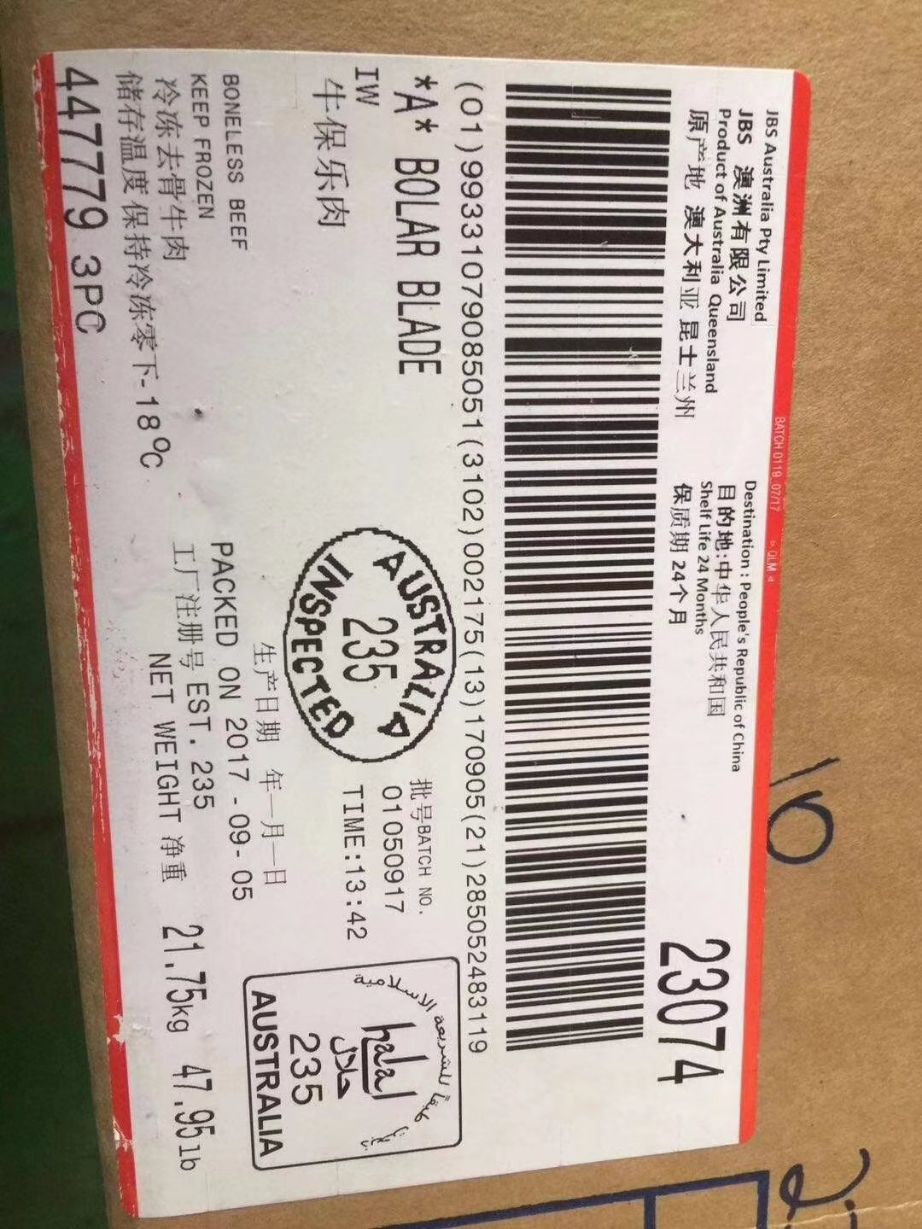 JBS Australia Pty Limited
JBS 澳洲有限公司
Product of Australia Queensland
原产地 澳大利亚 昆士兰州
BATCH 0119_07/17
Destination : People's Republic of China
目的地:中华人民共和国
Shelf Life 24 Months
保质期 24个月
23074
(01)99331079085051(3102)002175(13)170905(21)285052483119
*A* BOLAR BLADE
IW
牛保乐肉
AUSTRALIA
235
INSPECTED
批号BATCH NO.
01050917
TIME:13:42
halal
حلال
235
AUSTRALIA
BONELESS BEEF
KEEP FROZEN
冷冻去骨牛肉
储存温度保持冷冻零下-18℃
生产日期 年一月一日
PACKED ON 2017-09-05
工厂注册号 EST.235
NET WEIGHT 净重 21.75kg 47.95lb
447779 3PC
10